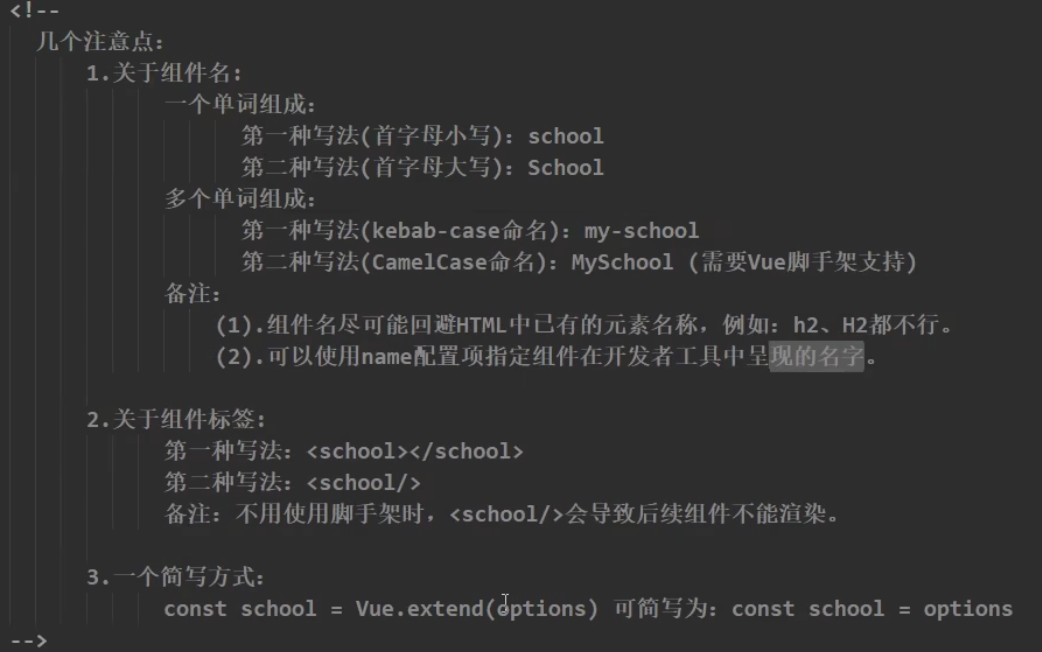 <!--
几个注意点:
1.关于组件名:
一个单词组成:
第一种写法(首字母小写): school
第二种写法(首字母大写): School
多个单词组成:
第一种写法(kebab-case命名): my-school
第二种写法(CamelCase命名): MySchool (需要Vue脚手架支持)
备注:
(1).组件名尽可能回避HTML中已有的元素名称，例如: h2、H2都不行。
(2).可以使用name配置项指定组件在开发者工具中呈现的名字。
2.关于组件标签:
第一种写法: <school></school>
第二种写法: <school/>
备注: 不用使用脚手架时，<school/>会导致后续组件不能渲染。
3.一个简写方式:
const school = Vue.extend(options) 可简写为: const school = options
-->